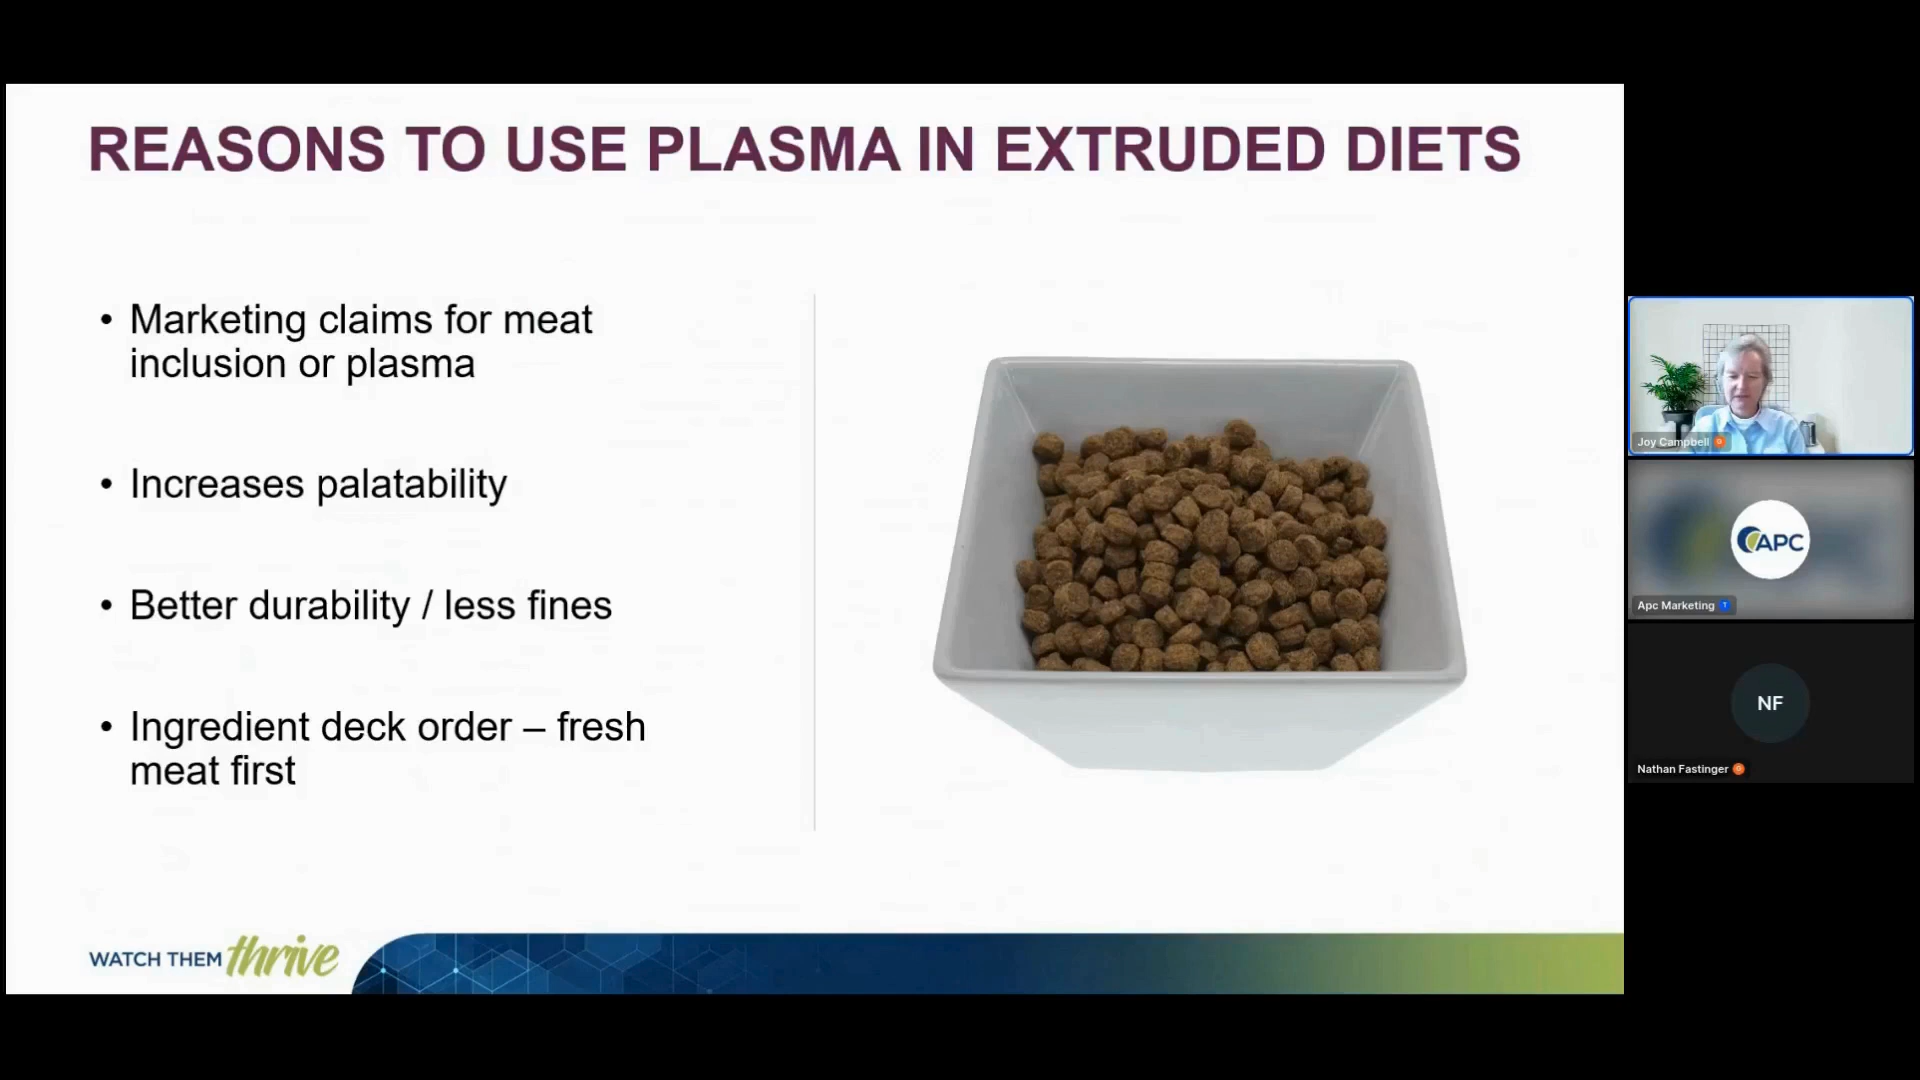 REASONS TO USE PLASMA IN EXTRUDED DIETS
• Marketing claims for meat
inclusion or plasma
• Increases palatability
• Better durability / less fines
• Ingredient deck order – fresh
meat first
WATCH THEM thrive
Joy Campbell
APC
Apc Marketing
NF
Nathan Fastinger